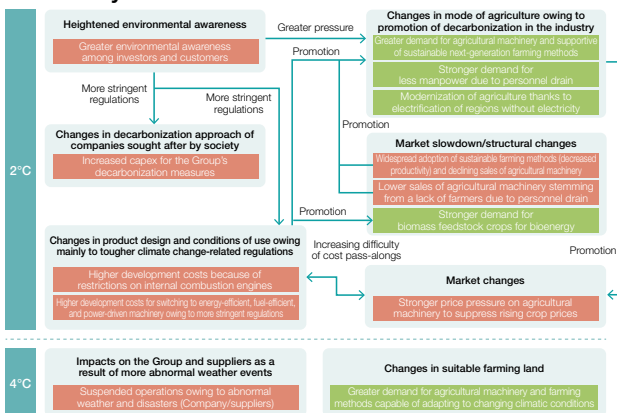 Heightened environmental awareness
Greater environmental awareness
among investors and customers
Greater pressure
Promotion
Changes in mode of agriculture owing to
promotion of decarbonization in the industry
Greater demand for agricultural machinery and supportive
of sustainable next-generation farming methods
Stronger demand for
less manpower due to personnel drain
Modernization of agriculture thanks to
electrification of regions without electricity
More stringent
regulations
More stringent
regulations
Promotion
2°C
Changes in decarbonization approach of
companies sought after by society
Increased capex for the Group's
decarbonization measures
Market slowdown/structural changes
Widespread adoption of sustainable farming methods (decreased
productivity) and declining sales of agricultural machinery
Lower sales of agricultural machinery stemming
from a lack of farmers due to personnel drain
Stronger demand for
biomass feedstock crops for bioenergy
Promotion
Changes in product design and conditions of use owing
mainly to tougher climate change-related regulations
Higher development costs because of
restrictions on internal combustion engines
Higher development costs for switching to energy-efficient, fuel-efficient,
and power-driven machinery owing to more stringent regulations
Increasing difficulty
of cost pass-alongs
Promotion
Market changes
Stronger price pressure on agricultural
machinery to suppress rising crop prices
4°C
Impacts on the Group and suppliers as a
result of more abnormal weather events
Suspended operations owing to abnormal
weather and disasters (Company/suppliers)
Changes in suitable farming land
Greater demand for agricultural machinery and farming
methods capable of adapting to changing climatic conditions